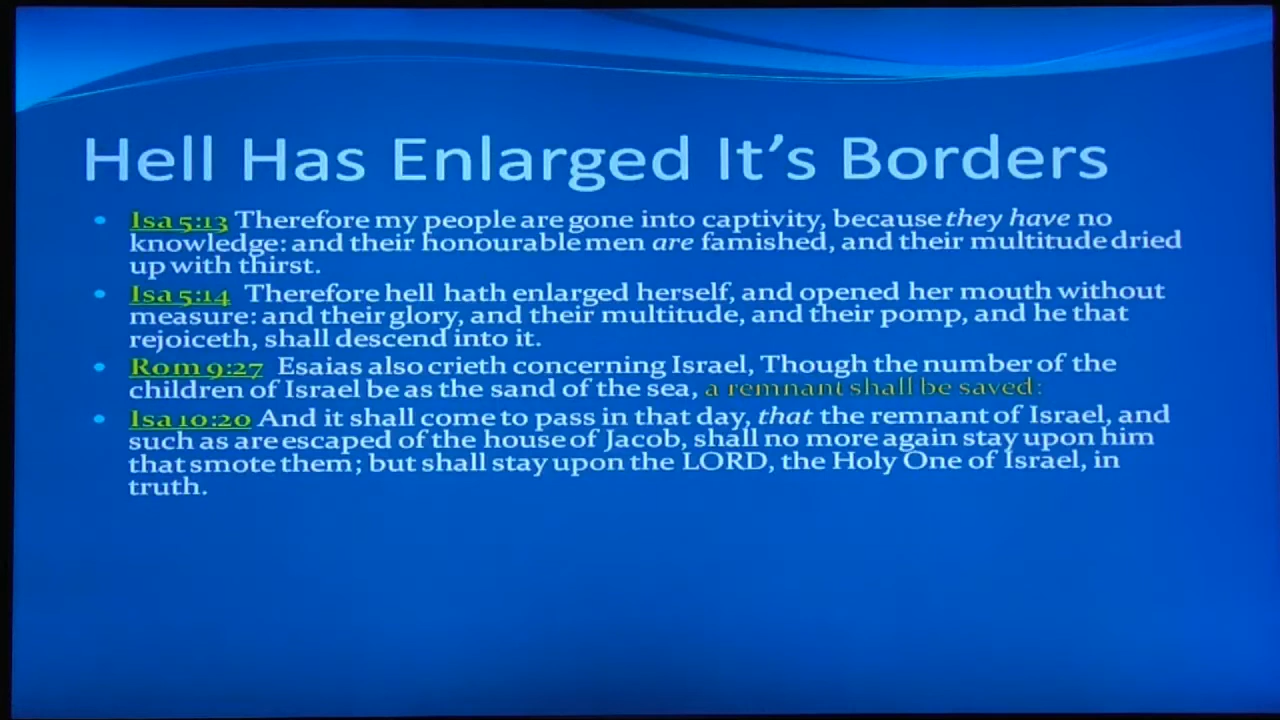 Hell Has Enlarged It's Borders
Isa 5:13 Therefore my people are gone into captivity, because they have no
knowledge: and their honourable men are famished, and their multitude dried
up with thirst.
Isa 5:14 Therefore hell hath enlarged herself, and opened her mouth without
measure: and their glory, and their multitude, and their pomp, and he that
rejoiceth, shall descend into it.
Rom 9:27 Esaias also crieth concerning Israel, Though the number of the
children of Israel be as the sand of the sea, a remnant shall be saved:
Isa 10:20 And it shall come to pass in that day, that the remnant of Israel, and
such as are escaped of the house of Jacob, shall no more again stay upon him
that smote them; but shall stay upon the LORD, the Holy One of Israel, in
truth.